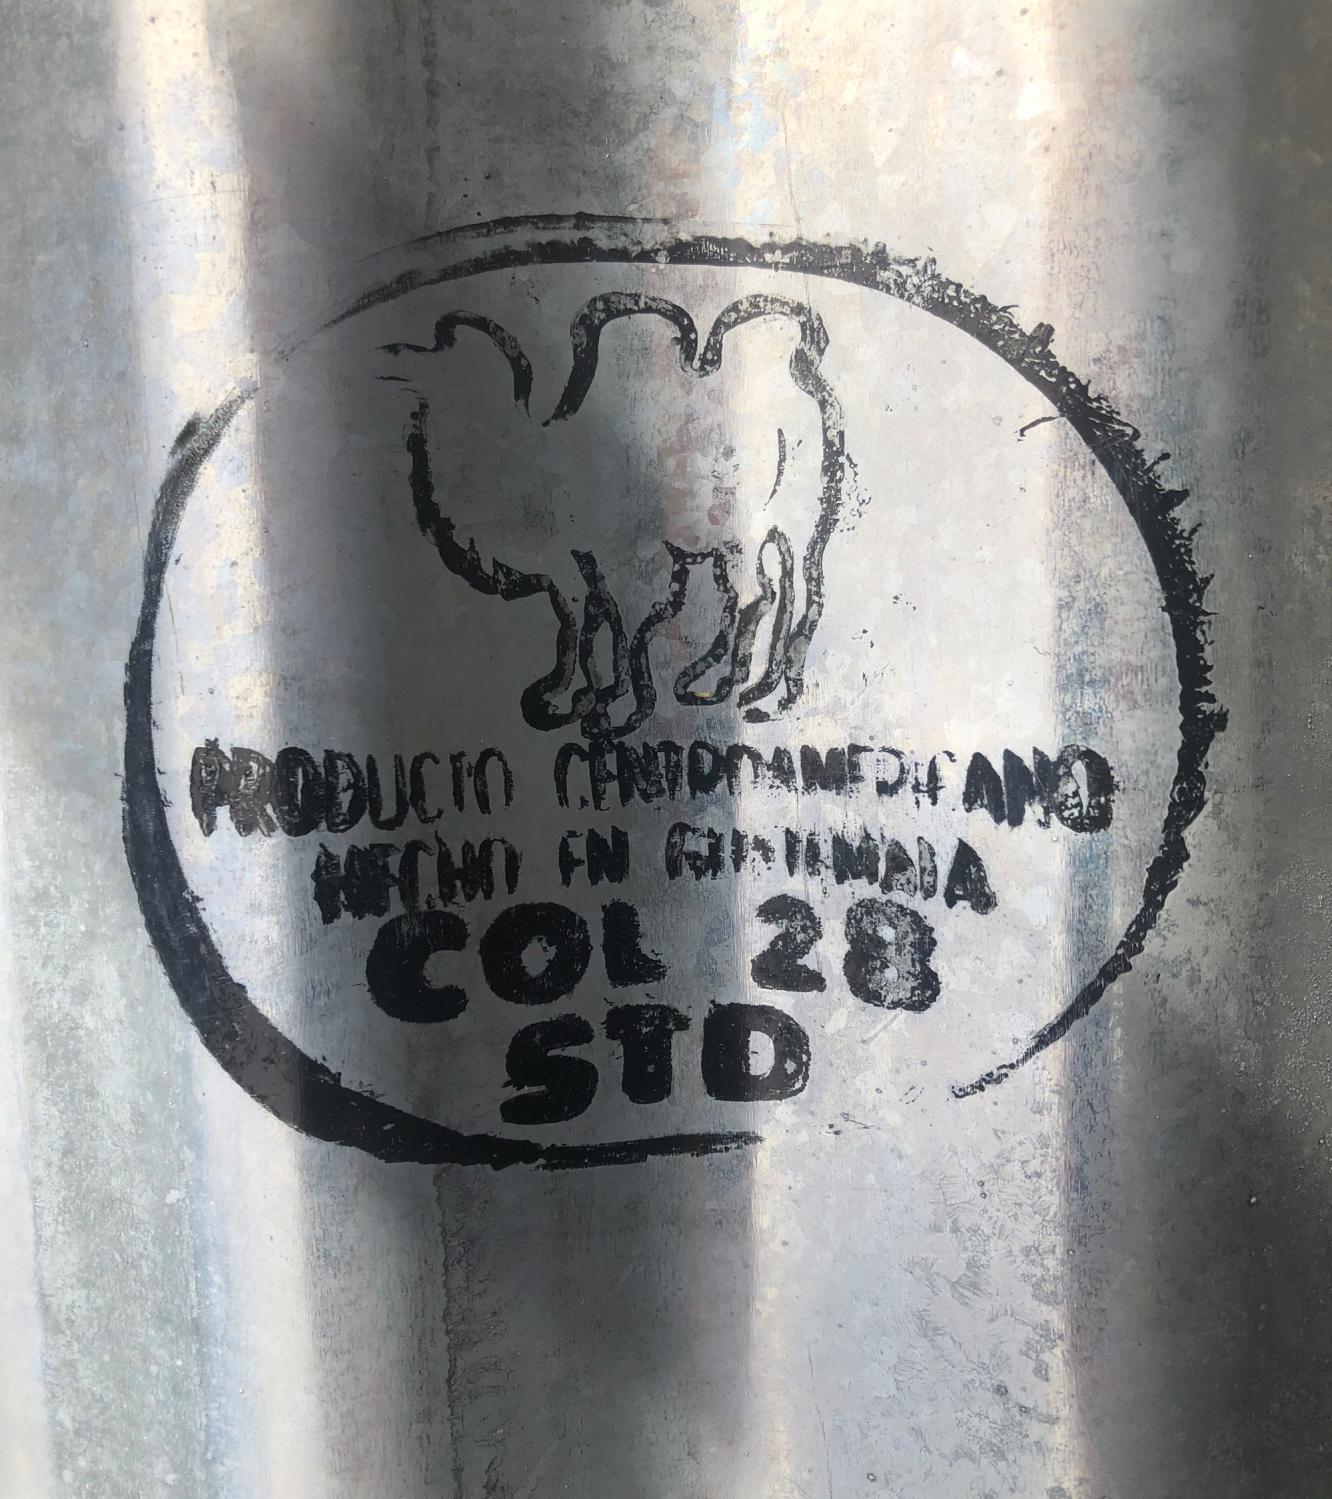 PRODUCTO CENTROAMERICANO
HECHO EN GUATEMALA
COL 28
STD